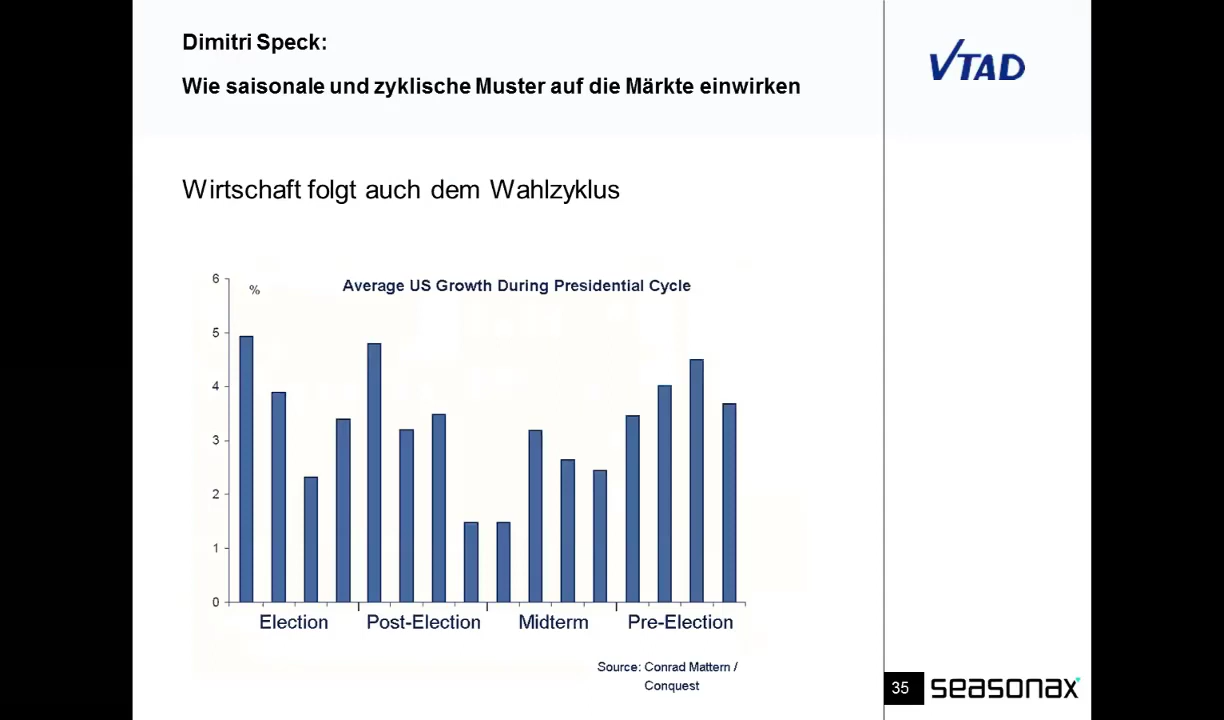 Dimitri Speck:
Wie saisonale und zyklische Muster auf die Märkte einwirken
VTAD
Wirtschaft folgt auch dem Wahlzyklus
Average US Growth During Presidential Cycle
%
6
5
4
3
2
1
0
Election Post-Election Midterm Pre-Election
Source: Conrad Mattern /
Conquest
35
seasonax